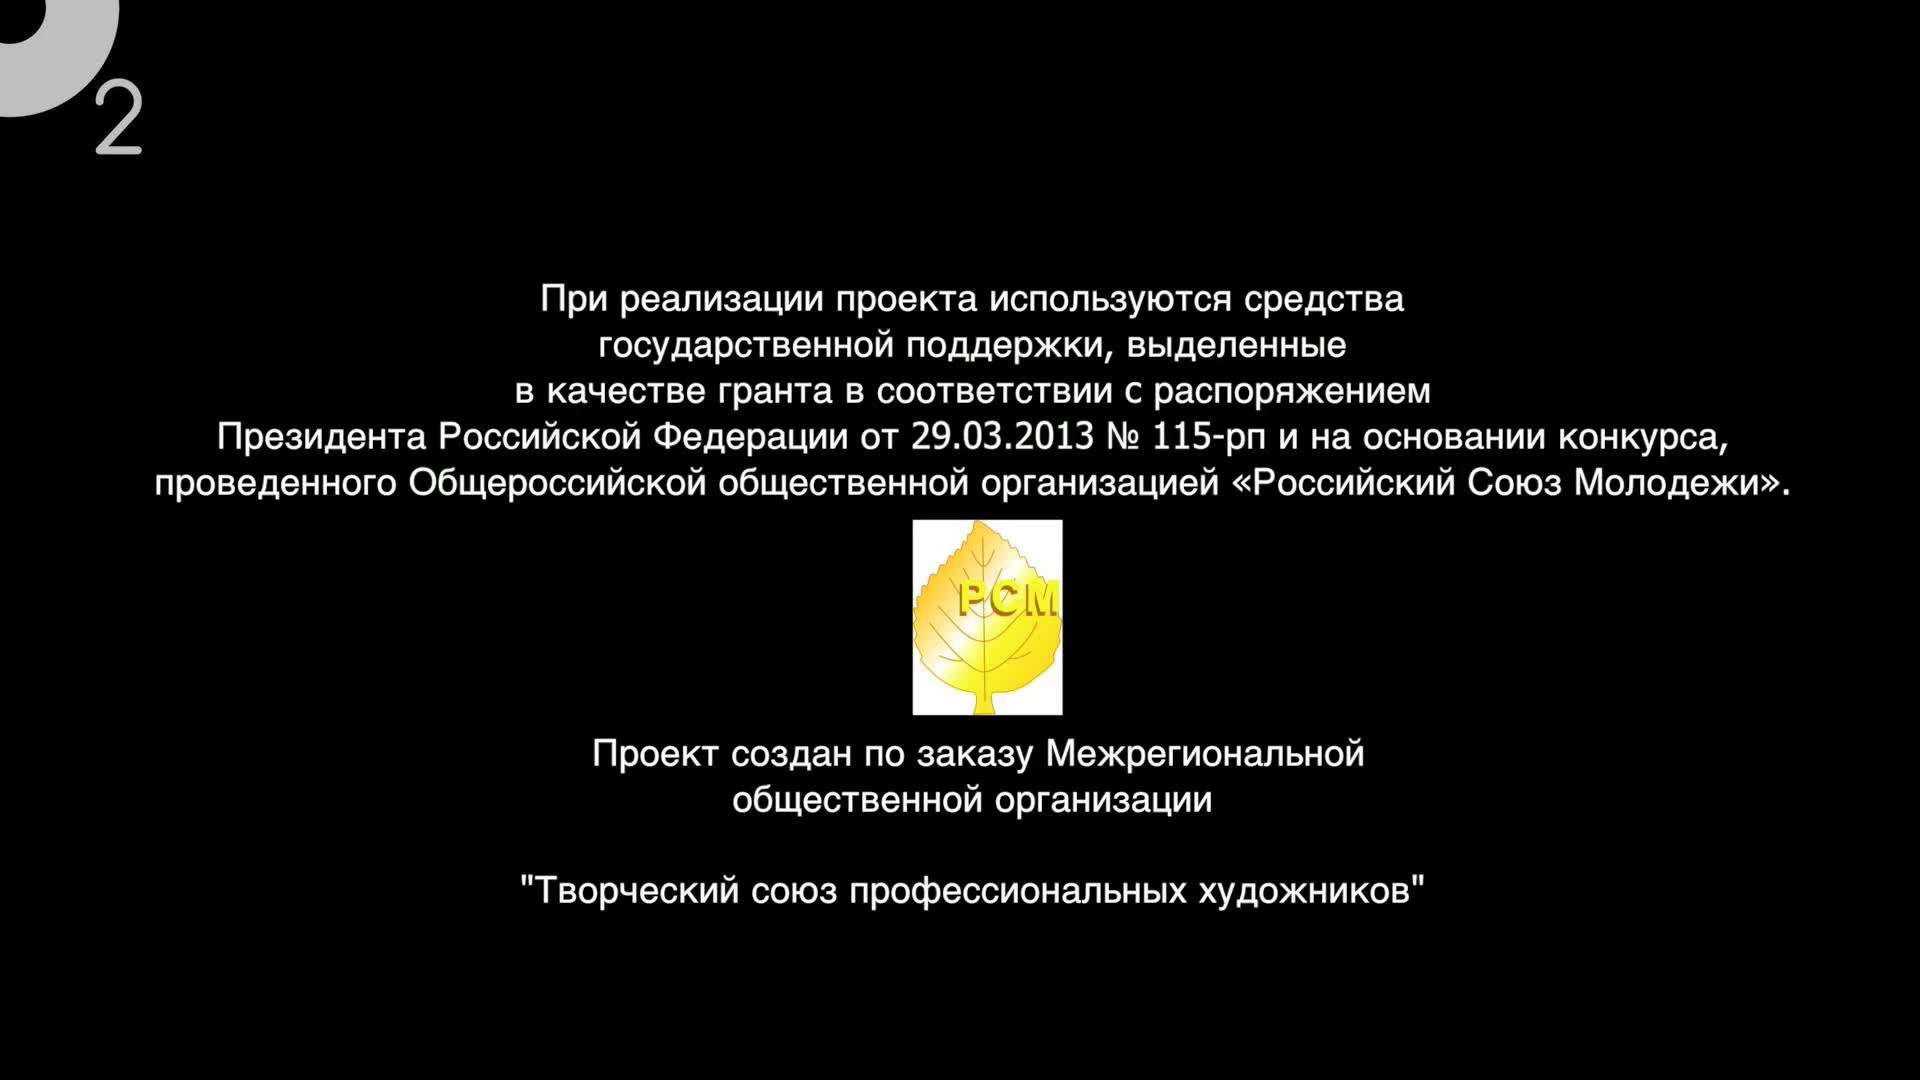 2
При реализации проекта используются средства
государственной поддержки, выделенные
в качестве гранта в соответствии с распоряжением
Президента Российской Федерации от 29.03.2013 № 115-рп и на основании конкурса,
проведенного Общероссийской общественной организацией «Российский Союз Молодежи».
РСМ
Проект создан по заказу Межрегиональной
общественной организации
"Творческий союз профессиональных художников"